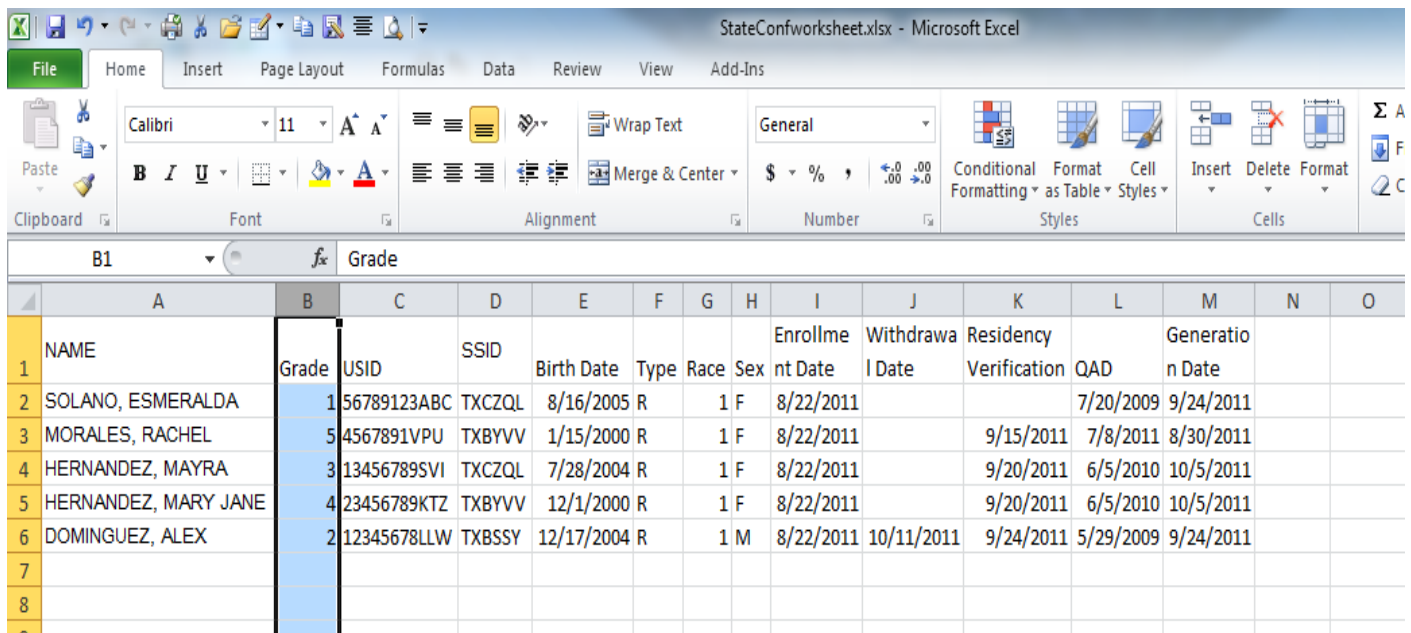 StateConfworksheet.xlsx - Microsoft Excel
File Home Insert Page Layout Formulas Data Review View Add-Ins
Calibri 11 A A Wrap Text General Σ
Paste B I U A Merge & Center $ % , .0 .00 .00 .0 Conditional Formatting Format as Table Cell Styles Insert Delete Format
Clipboard Font Alignment Number Styles Cells
B1 fx Grade
A B C D E F G H I J K L M N O
1 NAME Grade USID SSID Birth Date Type Race Sex Enrollment Date Withdrawal Date Residency Verification QAD Generation Date
2 SOLANO, ESMERALDA 1 56789123ABC TXCZQL 8/16/2005 R 1 F 8/22/2011 7/20/2009 9/24/2011
3 MORALES, RACHEL 5 4567891VPU TXBYVV 1/15/2000 R 1 F 8/22/2011 9/15/2011 7/8/2011 8/30/2011
4 HERNANDEZ, MAYRA 3 13456789SVI TXCZQL 7/28/2004 R 1 F 8/22/2011 9/20/2011 6/5/2010 10/5/2011
5 HERNANDEZ, MARY JANE 4 23456789KTZ TXBYVV 12/1/2000 R 1 F 8/22/2011 9/20/2011 6/5/2010 10/5/2011
6 DOMINGUEZ, ALEX 2 12345678LLW TXBSSY 12/17/2004 R 1 M 8/22/2011 10/11/2011 9/24/2011 5/29/2009 9/24/2011
7
8